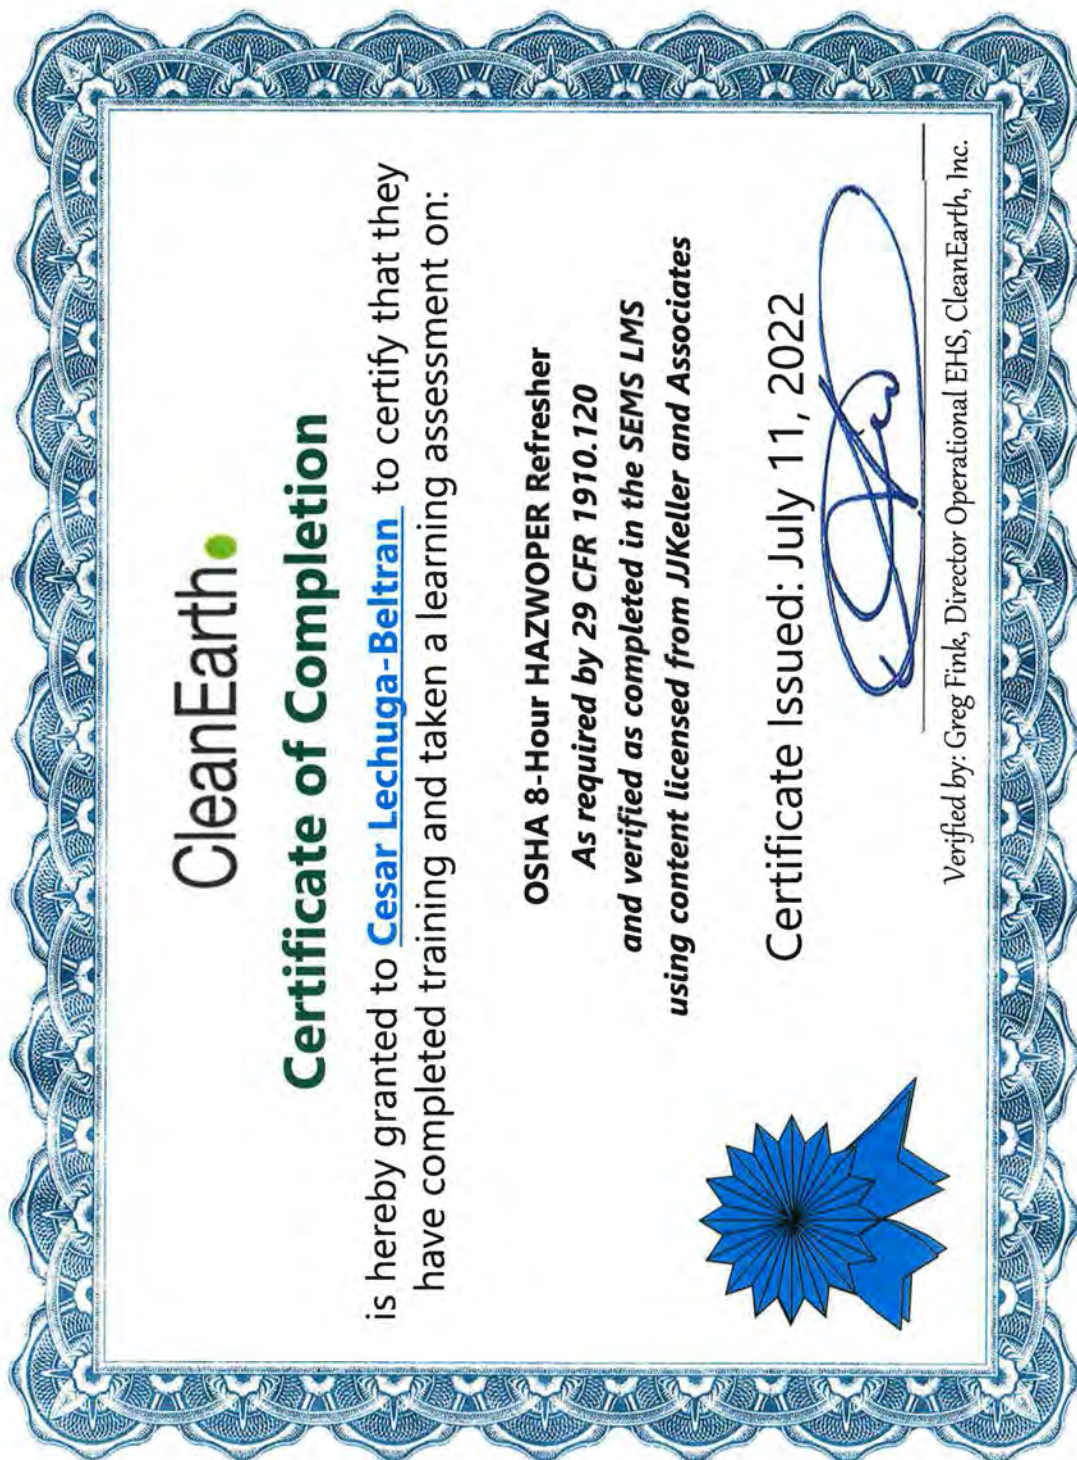 CleanEarth
Certificate of Completion
is hereby granted to Cesar Lechuga-Beltran to certify that they
have completed training and taken a learning assessment on:
OSHA 8-Hour HAZWOPER Refresher
As required by 29 CFR 1910.120
and verified as completed in the SEMS LMS
using content licensed from JJKeller and Associates
Certificate Issued: July 11, 2022
Verified by: Greg Fink, Director Operational EHS, CleanEarth, Inc.